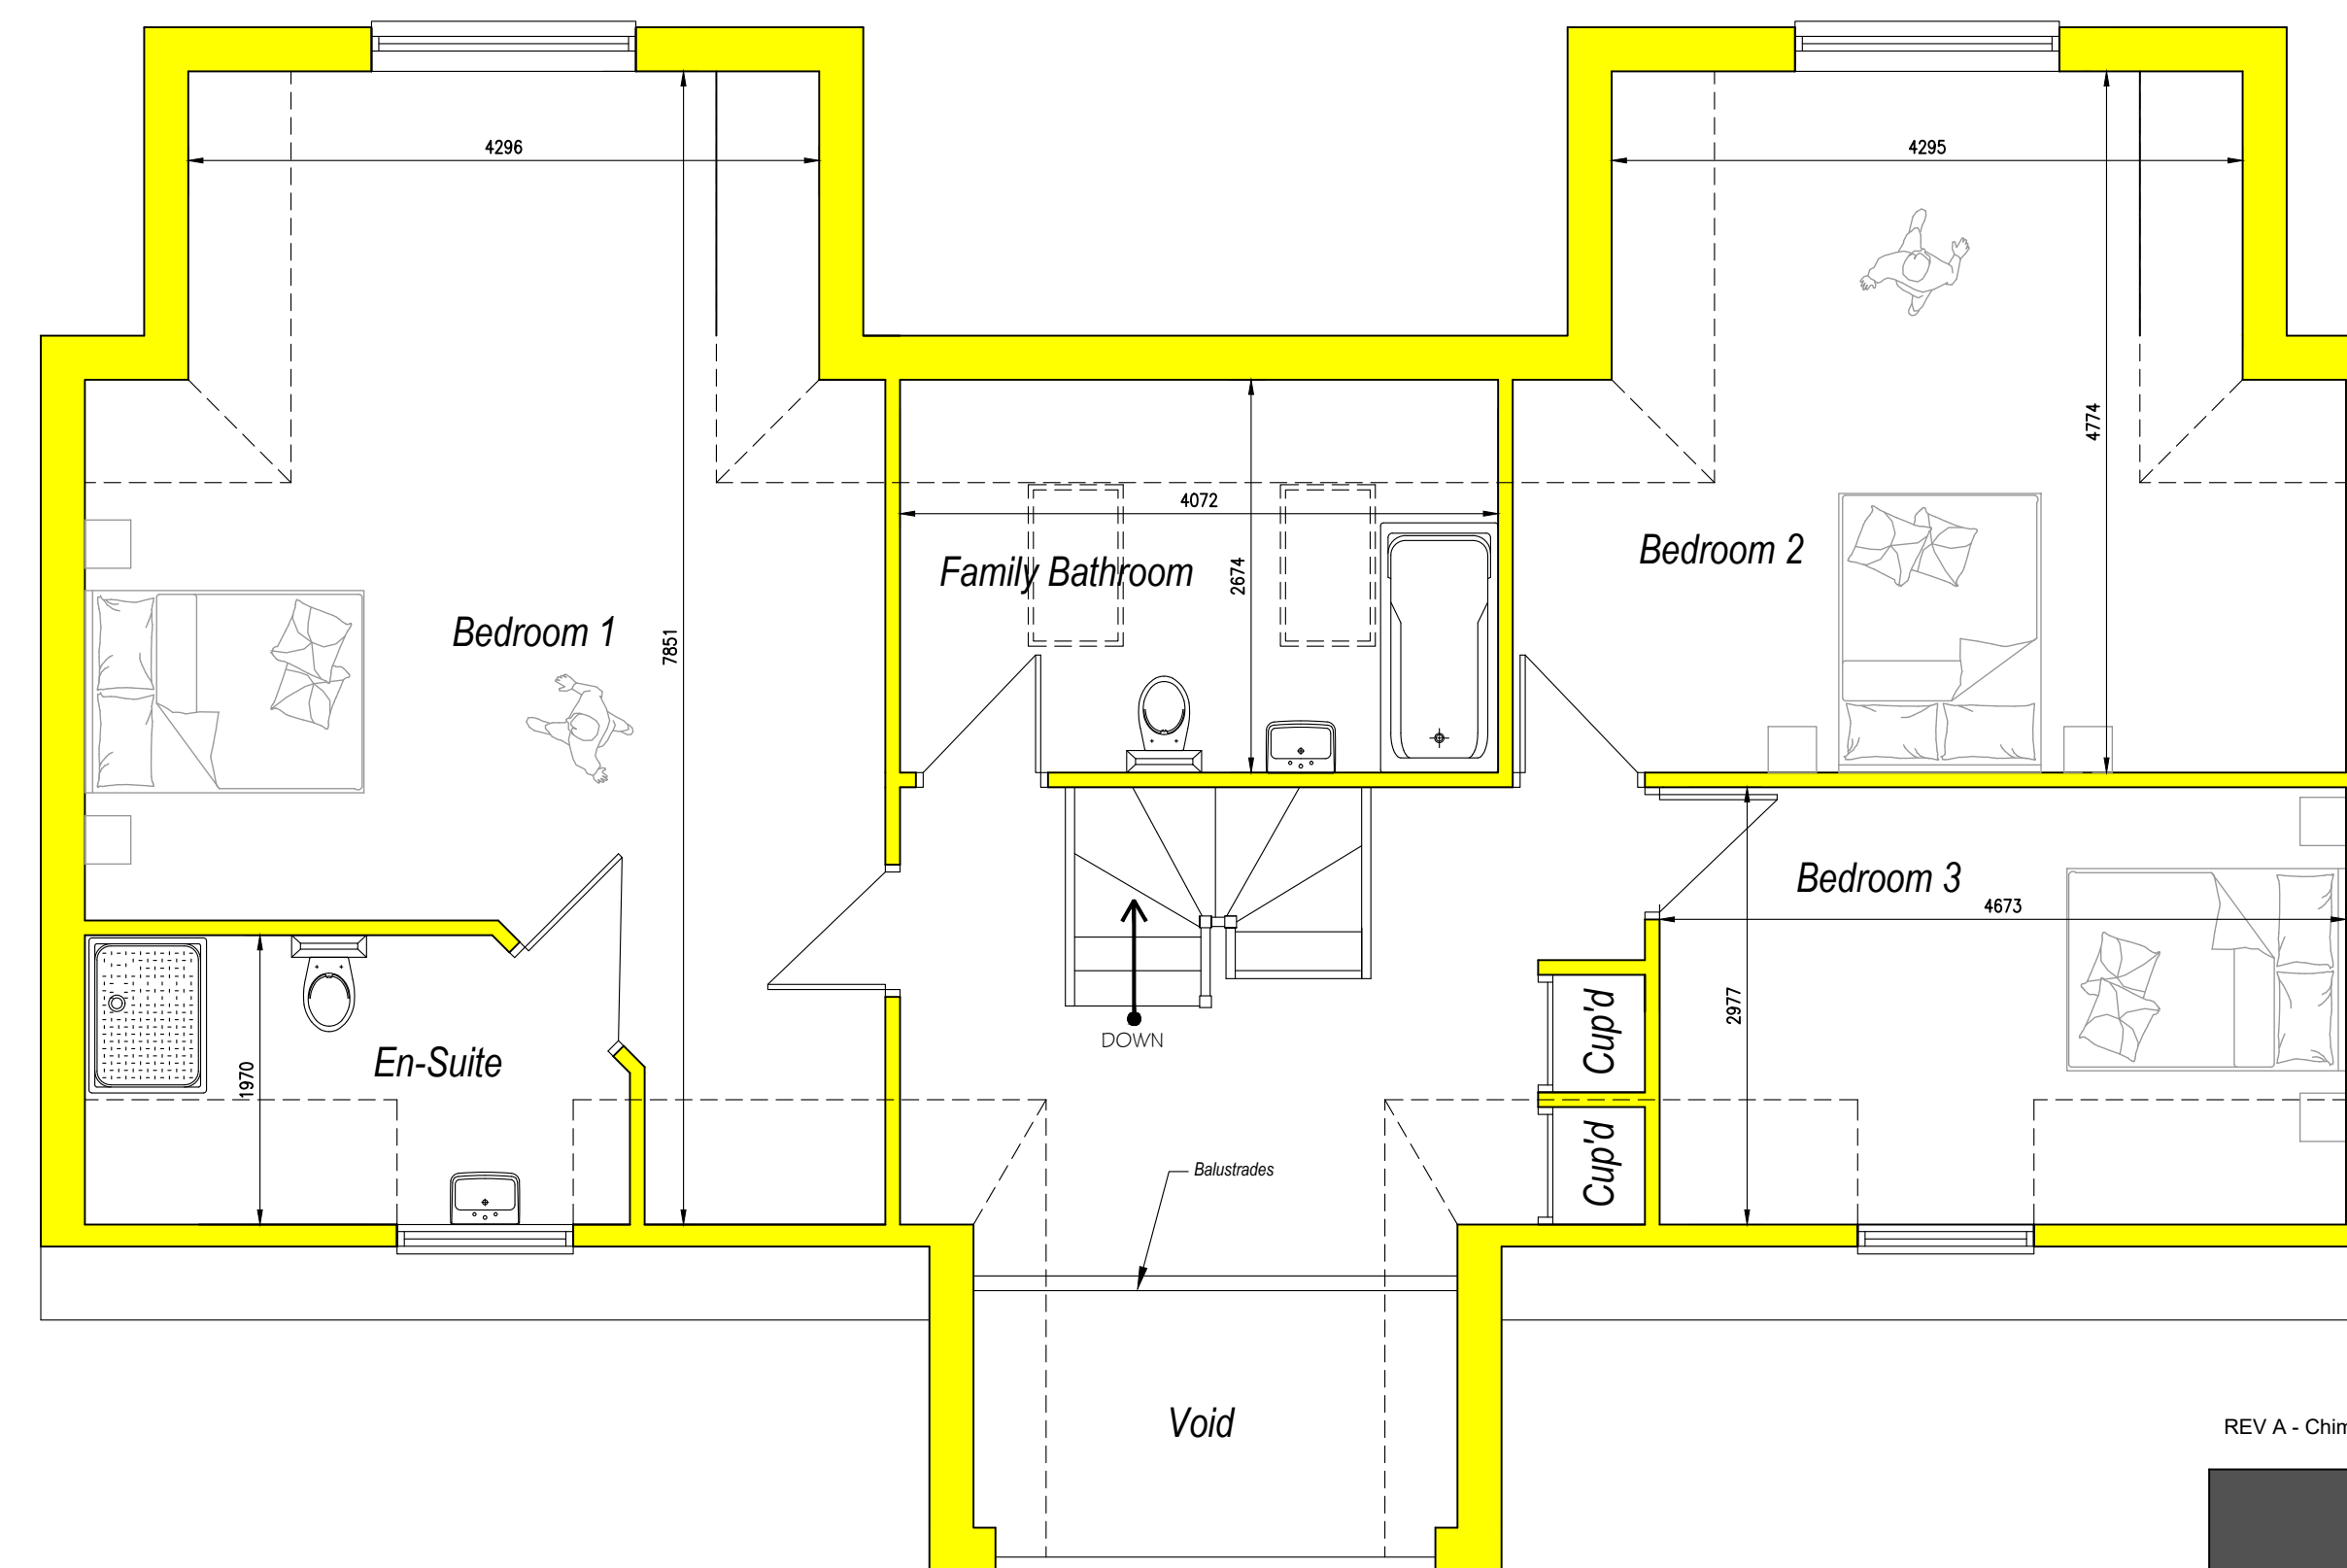 4296
4295
4774
4072
Family Bathroom
2674
Bedroom 2
Bedroom 1
7851
Bedroom 3
4673
2977
Cup'd
DOWN
En-Suite
1970
Cup'd
Balustrades
Void
REV A - Chim